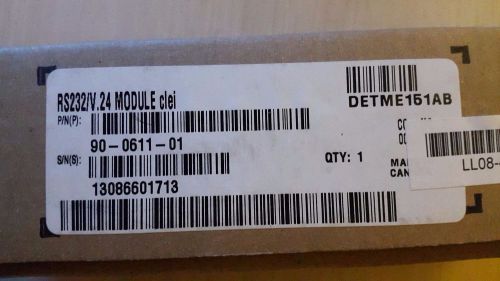 RS232/V.24 MODULE clei
DETME151AB
P/N(P):
90-0611-01
S/N(S):
QTY: 1
13086601713
LL08-